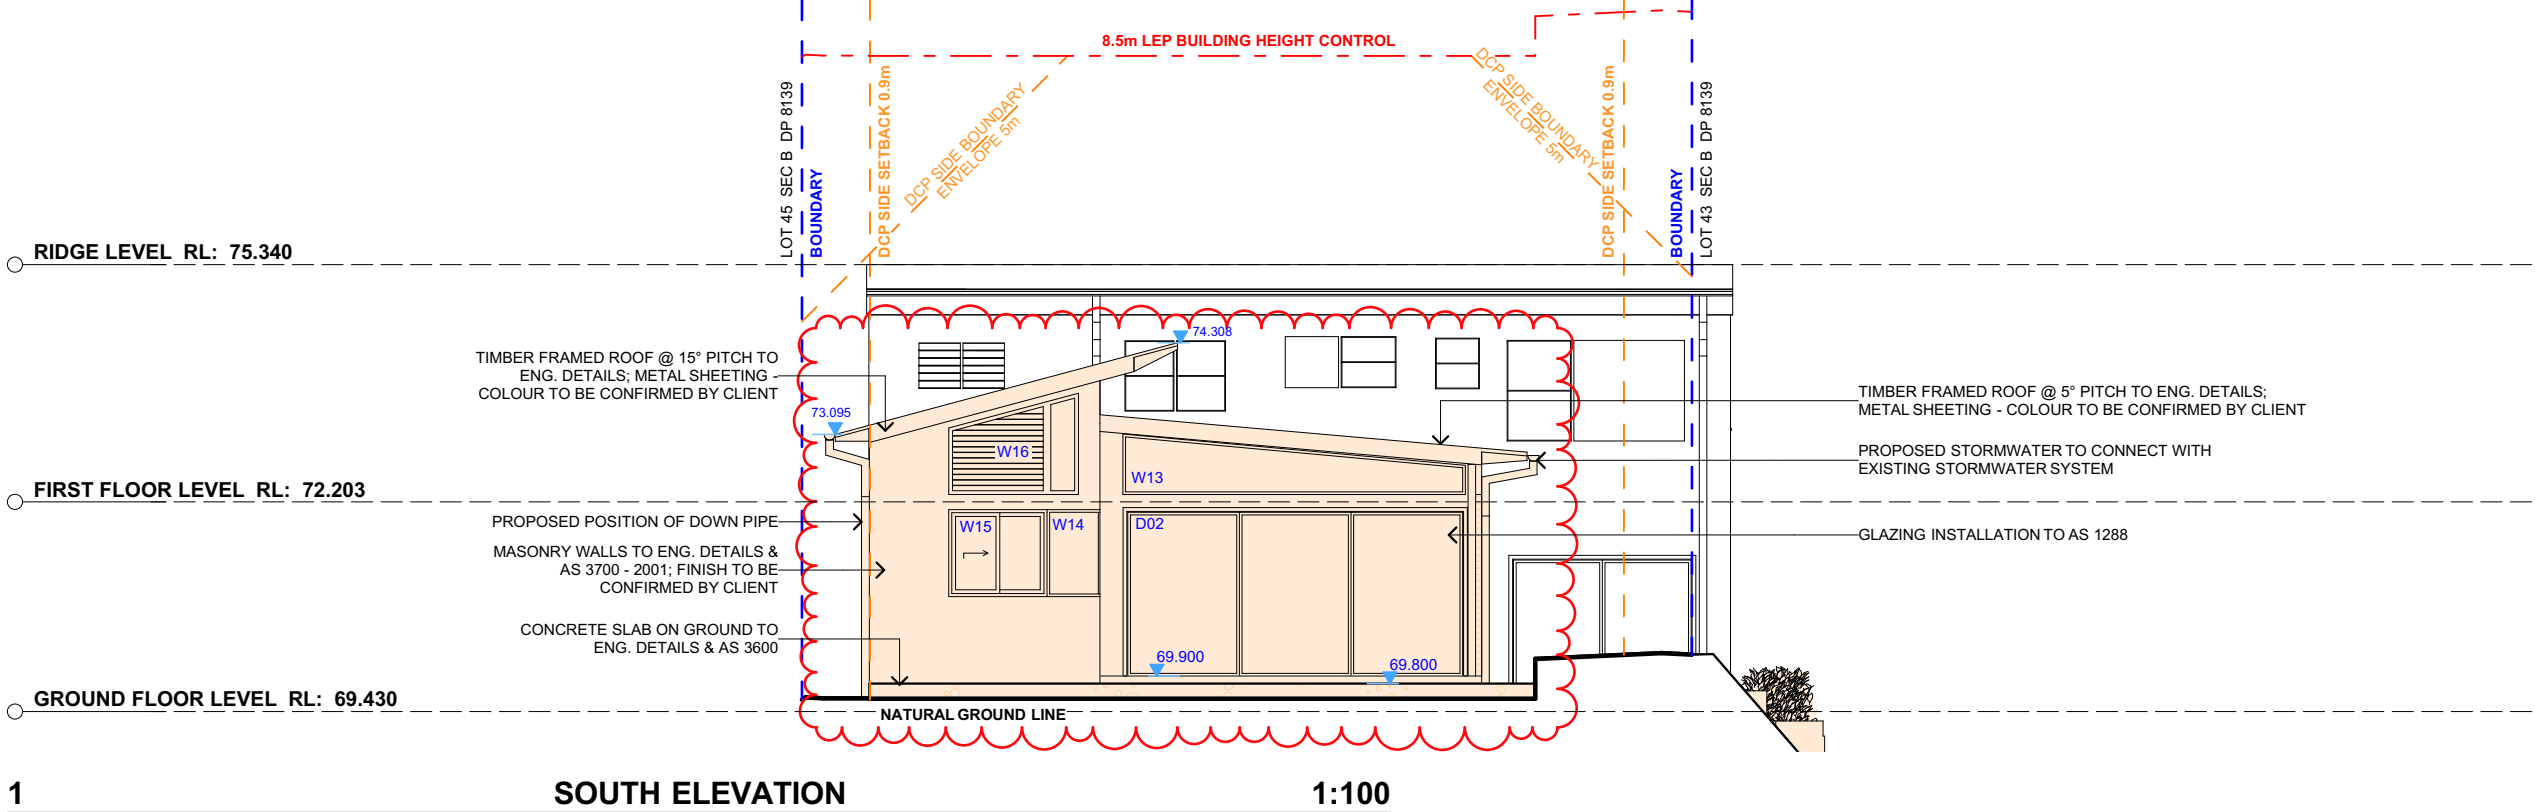 8.5m LEP BUILDING HEIGHT CONTROL
LOT 45 SEC B DP 8139
BOUNDARY
DCP SIDE SETBACK 0.9m
DCP SIDE BOUNDARY
ENVELOPE 5m
DCP SIDE BOUNDARY
ENVELOPE 5m
DCP SIDE SETBACK 0.9m
BOUNDARY
LOT 43 SEC B DP 8139
RIDGE LEVEL RL: 75.340
74.308
TIMBER FRAMED ROOF @ 15° PITCH TO
ENG. DETAILS; METAL SHEETING -
COLOUR TO BE CONFIRMED BY CLIENT
73.095
TIMBER FRAMED ROOF @ 5° PITCH TO ENG. DETAILS;
METAL SHEETING - COLOUR TO BE CONFIRMED BY CLIENT
W16
W13
PROPOSED STORMWATER TO CONNECT WITH
EXISTING STORMWATER SYSTEM
FIRST FLOOR LEVEL RL: 72.203
PROPOSED POSITION OF DOWN PIPE
W15
W14
D02
GLAZING INSTALLATION TO AS 1288
MASONRY WALLS TO ENG. DETAILS &
AS 3700 - 2001; FINISH TO BE
CONFIRMED BY CLIENT
CONCRETE SLAB ON GROUND TO
ENG. DETAILS & AS 3600
69.900
69.800
GROUND FLOOR LEVEL RL: 69.430
NATURAL GROUND LINE
1
SOUTH ELEVATION
1:100